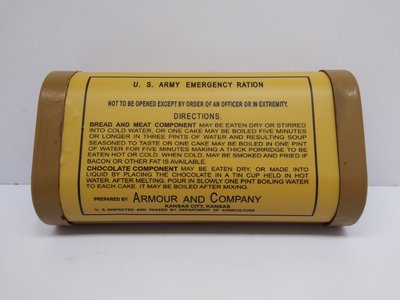 U. S. ARMY EMERGENCY RATION
NOT TO BE OPENED EXCEPT BY ORDER OF AN OFFICER OR IN EXTREMITY.
DIRECTIONS.
BREAD AND MEAT COMPONENT MAY BE EATEN DRY OR STIRRED
INTO COLD WATER, OR ONE CAKE MAY BE BOILED FIVE MINUTES
OR LONGER IN THREE PINTS OF WATER AND RESULTING SOUP
SEASONED TO TASTE OR ONE CAKE MAY BE BOILED IN ONE PINT
OF WATER FOR FIVE MINUTES MAKING A THICK PORRIDGE TO BE
EATEN HOT OR COLD. WHEN COLD, MAY BE SMOKED AND FRIED IF
BACON OR OTHER FAT IS AVAILABLE.
CHOCOLATE COMPONENT MAY BE EATEN DRY, OR MADE INTO
LIQUID BY PLACING THE CHOCOLATE IN A TIN CUP HELD IN HOT
WATER. AFTER MELTING, POUR IN SLOWLY ONE PINT BOILING WATER
TO EACH CAKE. IT MAY BE BOILED AFTER MIXING.
PREPARED BY ARMOUR AND COMPANY
KANSAS CITY, KANSAS
U. S. INSPECTED AND PASSED BY DEPARTMENT OF AGRICULTURE